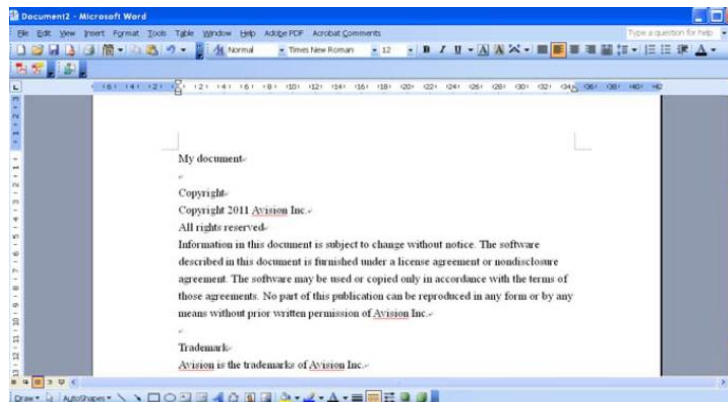 Document2 - Microsoft Word
File Edit View Insert Format Tools Table Window Help Adobe PDF Acrobat Comments
Type a question for help
Normal Times New Roman 12 B I U
My document
Copyright
Copyright 2011 Avision Inc.
All rights reserved
Information in this document is subject to change without notice. The software
described in this document is furnished under a license agreement or nondisclosure
agreement. The software may be used or copied only in accordance with the terms of
those agreements. No part of this publication can be reproduced in any form or by any
means without prior written permission of Avision Inc.
Trademark
Avision is the trademarks of Avision Inc.
Draw AutoShapes